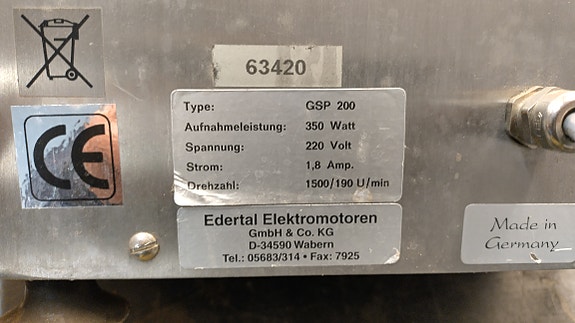 63420
CE
Type: GSP 200
Aufnahmeleistung: 350 Watt
Spannung: 220 Volt
Strom: 1,8 Amp.
Drehzahl: 1500/190 U/min
Edertal Elektromotoren
GmbH & Co. KG
D-34590 Wabern
Tel.: 05683/314 • Fax: 7925
Made in
Germany